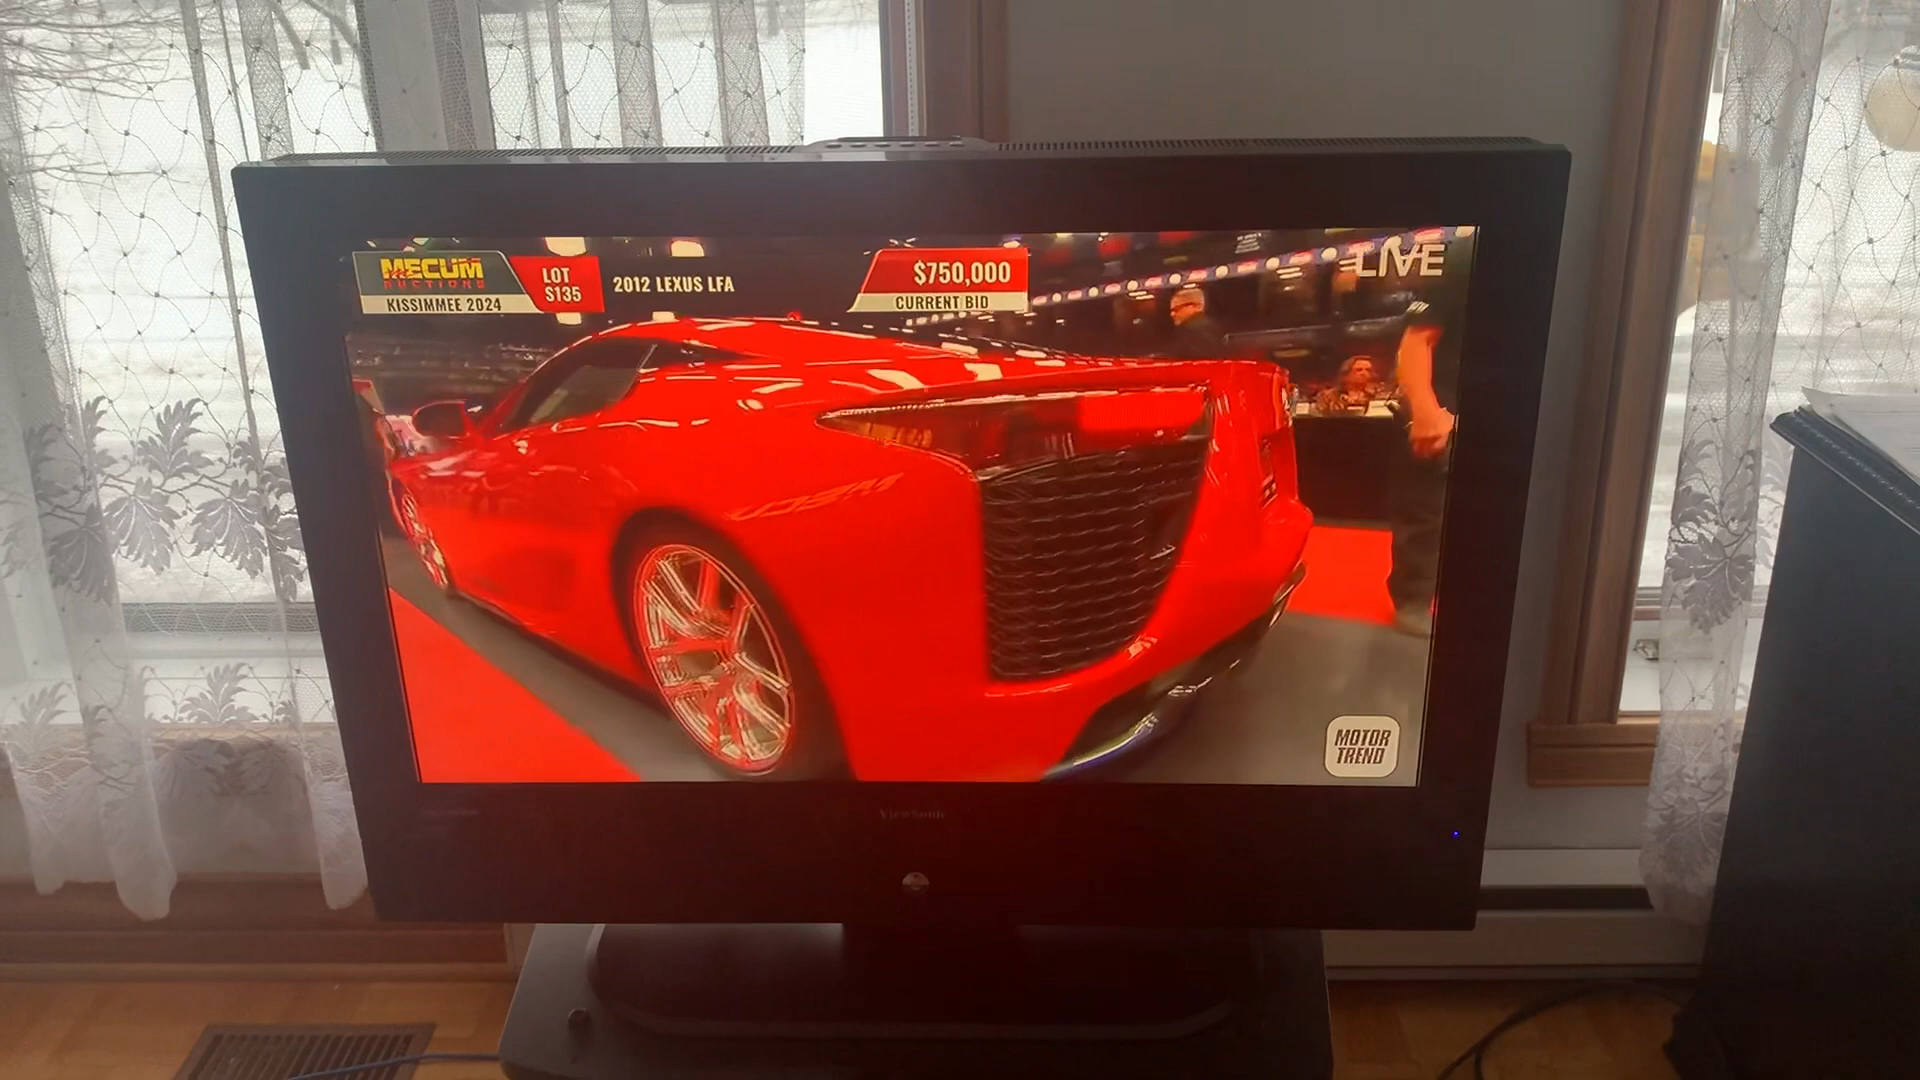 MECUM
AUCTIONS
KISSIMMEE 2024
LOT
S135
2012 LEXUS LFA
$750,000
CURRENT BID
LIVE
MOTOR
TREND
ViewSonic